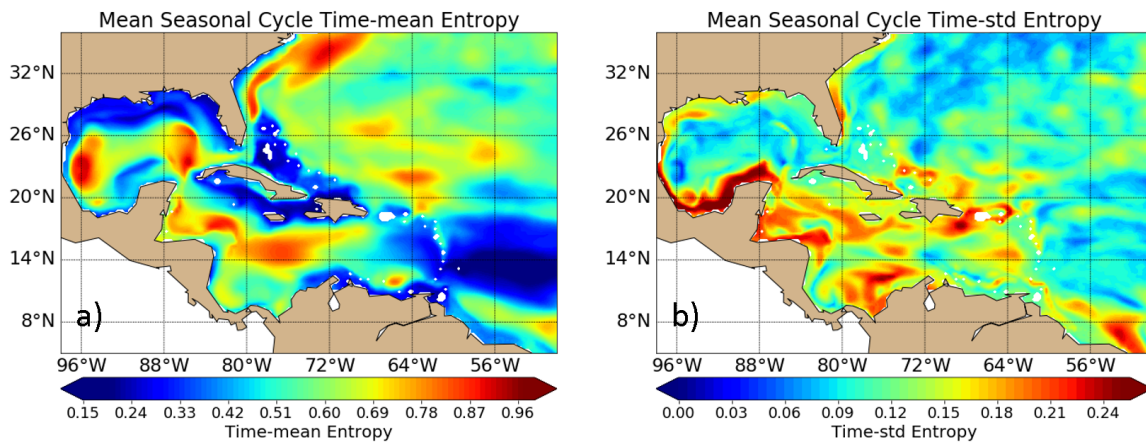 Mean Seasonal Cycle Time-mean Entropy
32°N
26°N
20°N
14°N
8°N
a)
96°W 88°W 80°W 72°W 64°W 56°W
0.15 0.24 0.33 0.42 0.51 0.60 0.69 0.78 0.87 0.96
Time-mean Entropy
Mean Seasonal Cycle Time-std Entropy
32°N
26°N
20°N
14°N
8°N
b)
96°W 88°W 80°W 72°W 64°W 56°W
0.00 0.03 0.06 0.09 0.12 0.15 0.18 0.21 0.24
Time-std Entropy